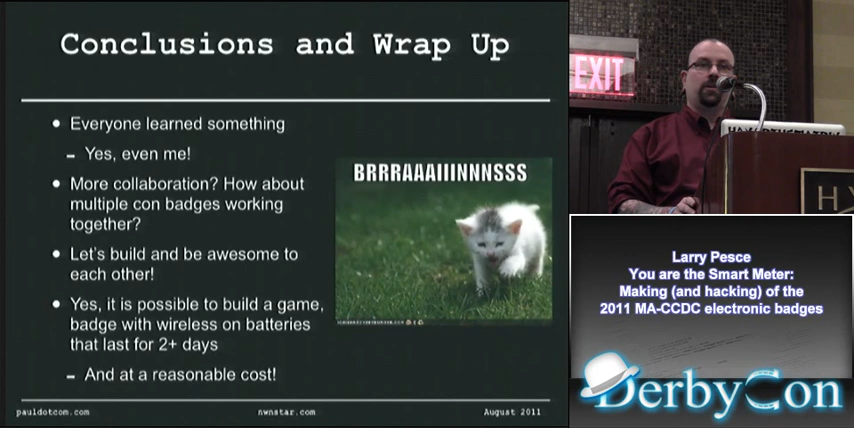 Conclusions and Wrap Up
• Everyone learned something
– Yes, even me!
• More collaboration? How about
multiple con badges working
together?
• Let's build and be awesome to
each other!
• Yes, it is possible to build a game,
badge with wireless on batteries
that last for 2+ days
– And at a reasonable cost!
BRRRAAAIIINNNSSS
pauldotcom.com
nwnstar.com
August 2011
EXIT
HY
Larry Pesce
You are the Smart Meter:
Making (and hacking) of the
2011 MA-CCDC electronic badges
DerbyCon